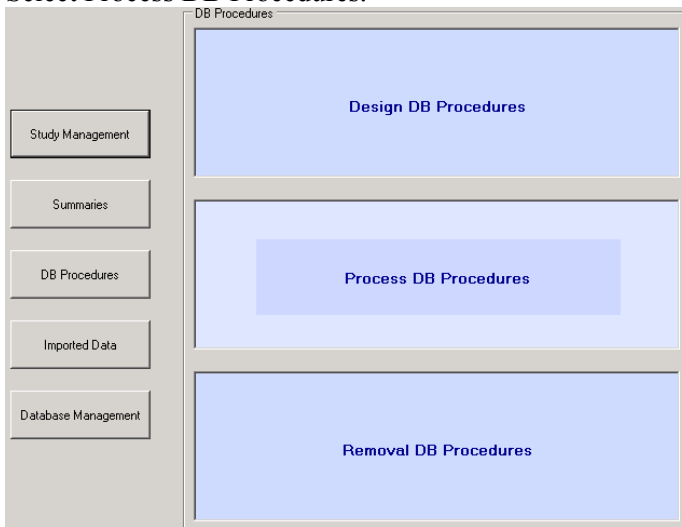 Select Process DB Procedures.
DB Procedures
Design DB Procedures
Study Management
Summaries
DB Procedures
Process DB Procedures
Imported Data
Database Management
Removal DB Procedures